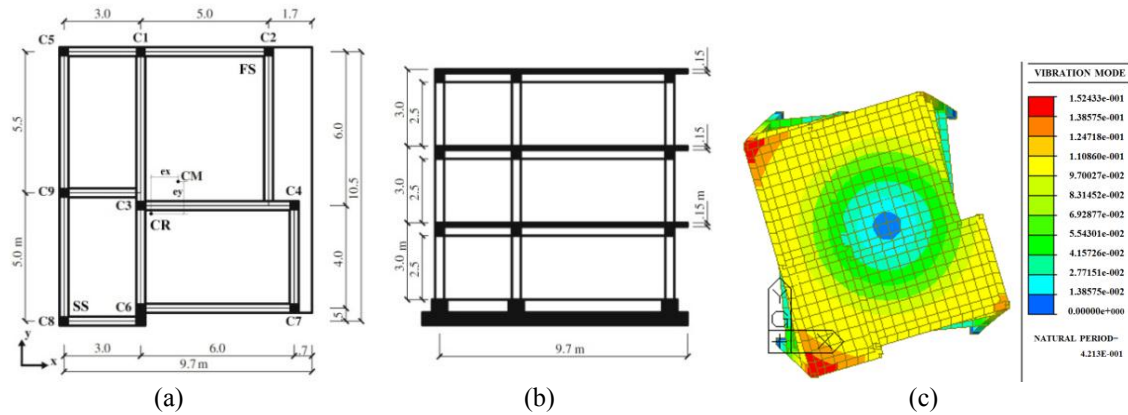 3.0 5.0 1.7
C5 C1 C2
FS
5.5
6.0
10.5
ex
CM
ey
C9
C3 C4
CR
5.0 m
4.0
SS C6
C8 C7
.5
y
x
3.0 6.0 .7
9.7 m
(a)
.15
3.0
2.5
.15
3.0
2.5
.15 m
3.0 m
2.5
9.7 m
(b)
VIBRATION MODE
1.52433e-001
1.38575e-002
1.24718e-001
1.10860e-001
9.70027e-002
8.31452e-002
6.92877e-002
5.54301e-002
4.15726e-002
2.77151e-002
1.38575e-002
0.00000e+000
NATURAL PERIOD=
4.213E-001
(c)